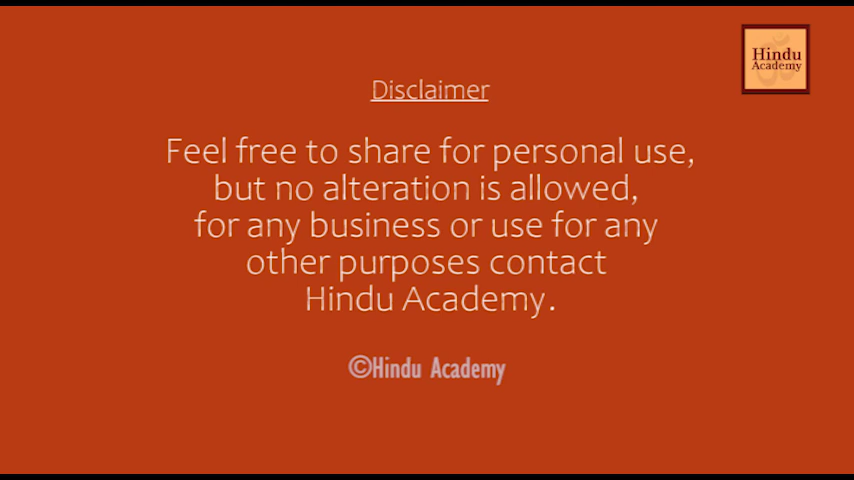 Hindu
Academy
Disclaimer
Feel free to share for personal use,
but no alteration is allowed,
for any business or use for any
other purposes contact
Hindu Academy.
©Hindu Academy